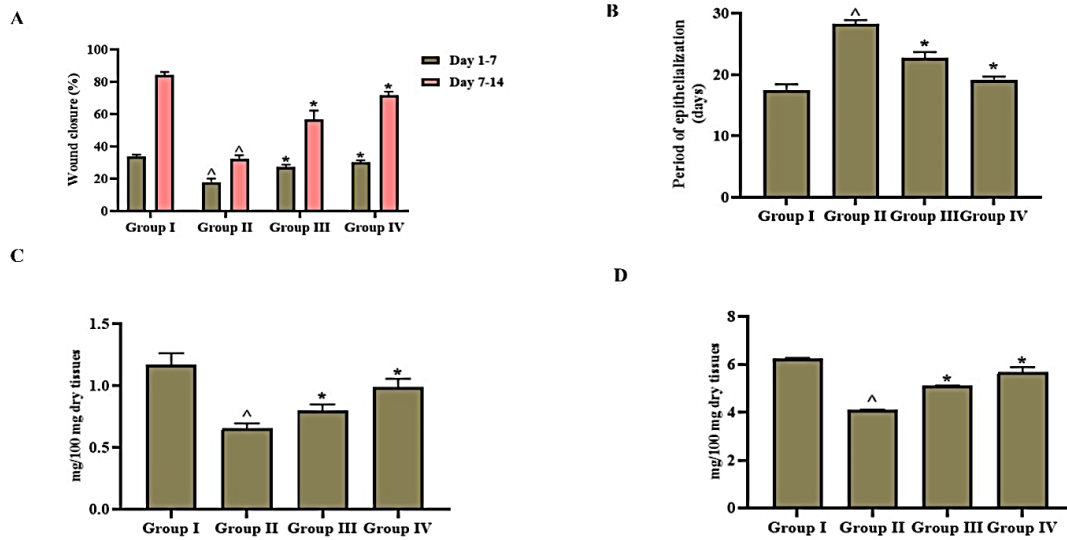 A
Wound closure (%)
100
80
60
40
20
0
Group I
Group II
Group III
Group IV
Day 1-7
Day 7-14
^
^
*
*
*
*
B
Period of epithelialization
(days)
30
20
10
0
Group I
Group II
Group III
Group IV
^
*
*
C
mg/100 mg dry tissues
1.5
1.0
0.5
0.0
Group I
Group II
Group III
Group IV
^
*
*
D
mg/100 mg dry tissues
8
6
4
2
0
Group I
Group II
Group III
Group IV
^
*
*